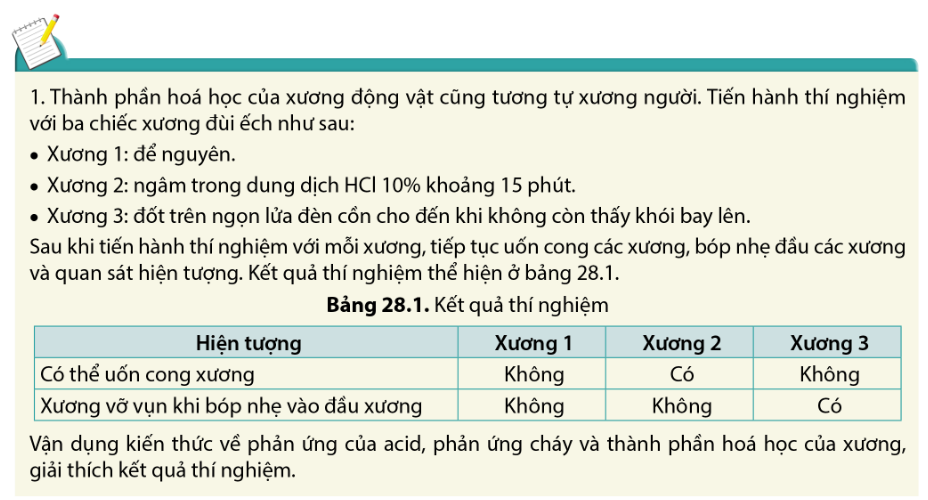 1. Thành phần hoá học của xương động vật cũng tương tự xương người. Tiến hành thí nghiệm
với ba chiếc xương đùi ếch như sau:
• Xương 1: để nguyên.
• Xương 2: ngâm trong dung dịch HCl 10% khoảng 15 phút.
• Xương 3: đốt trên ngọn lửa đèn cồn cho đến khi không còn thấy khói bay lên.
Sau khi tiến hành thí nghiệm với mỗi xương, tiếp tục uốn cong các xương, bóp nhẹ đầu các xương
và quan sát hiện tượng. Kết quả thí nghiệm thể hiện ở bảng 28.1.
Bảng 28.1. Kết quả thí nghiệm
Hiện tượng Xương 1 Xương 2 Xương 3
Có thể uốn cong xương Không Có Không
Xương vỡ vụn khi bóp nhẹ vào đầu xương Không Không Có
Vận dụng kiến thức về phản ứng của acid, phản ứng cháy và thành phần hoá học của xương,
giải thích kết quả thí nghiệm.